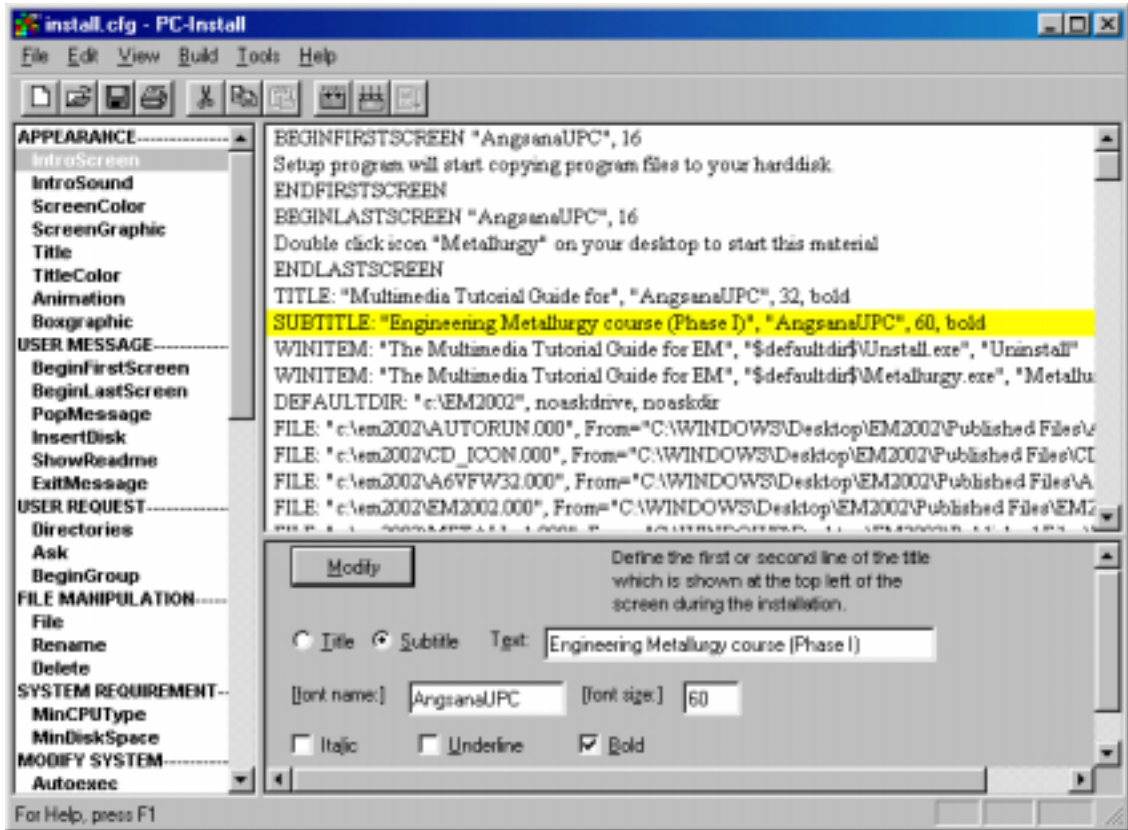 install.cfg - PC-Install
File Edit View Build Tools Help
APPEARANCE---------------
IntroScreen
IntroSound
ScreenColor
ScreenGraphic
Title
TitleColor
Animation
Boxgraphic
USER MESSAGE------------
BeginFirstScreen
BeginLastScreen
PopMessage
InsertDisk
ShowReadme
ExitMessage
USER REQUEST-------------
Directories
Ask
BeginGroup
FILE MANIPULATION------
File
Rename
Delete
SYSTEM REQUIREMENT--
MinCPUType
MinDiskSpace
MODIFY SYSTEM----------
Autoexec
BEGINFIRSTSCREEN "AngsanaUPC", 16
Setup program will start copying program files to your harddisk.
ENDFIRSTSCREEN
BEGINLASTSCREEN "AngsanaUPC", 16
Double click icon "Metallurgy" on your desktop to start this material
ENDLASTSCREEN
TITLE: "Multimedia Tutorial Guide for", "AngsanaUPC", 32, bold
SUBTITLE: "Engineering Metallurgy course (Phase I)", "AngsanaUPC", 60, bold
WINITEM: "The Multimedia Tutorial Guide for EM", "$defaultdir$\Unstall.exe", "Uninstall"
WINITEM: "The Multimedia Tutorial Guide for EM", "$defaultdir$\Metallurgy.exe", "Metallu
DEFAULTDIR: "c:\EM2002", noaskdrive, noaskdir
FILE: "c:\em2002\AUTORUN.000", From="C:\WINDOWS\Desktop\EM2002\Published Files\A
FILE: "c:\em2002\CD_ICON.000", From="C:\WINDOWS\Desktop\EM2002\Published Files\CD
FILE: "c:\em2002\A6VFW32.000", From="C:\WINDOWS\Desktop\EM2002\Published Files\A
FILE: "c:\em2002\EM2002.000", From="C:\WINDOWS\Desktop\EM2002\Published Files\EM2
Modify
Define the first or second line of the title
which is shown at the top left of the
screen during the installation.
Title Subtitle Text: Engineering Metallurgy course (Phase I)
[font name:] AngsanaUPC [font size:] 60
Italic Underline Bold
For Help, press F1